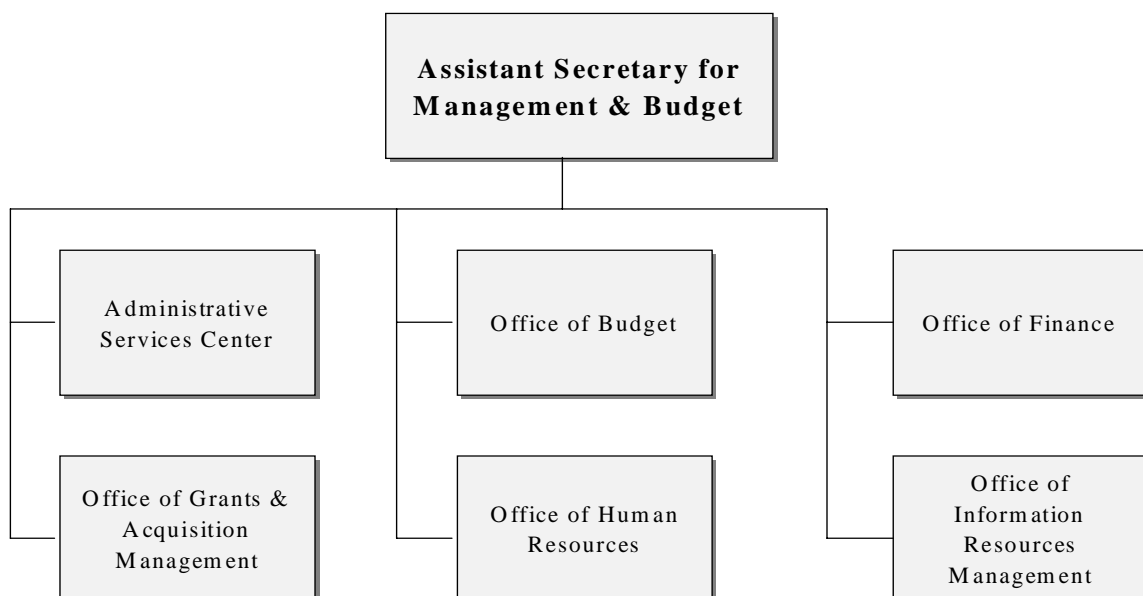 Assistant Secretary for
Management & Budget
Administrative
Services Center
Office of Budget
Office of Finance
Office of Grants &
Acquisition
Management
Office of Human
Resources
Office of
Information
Resources
Management